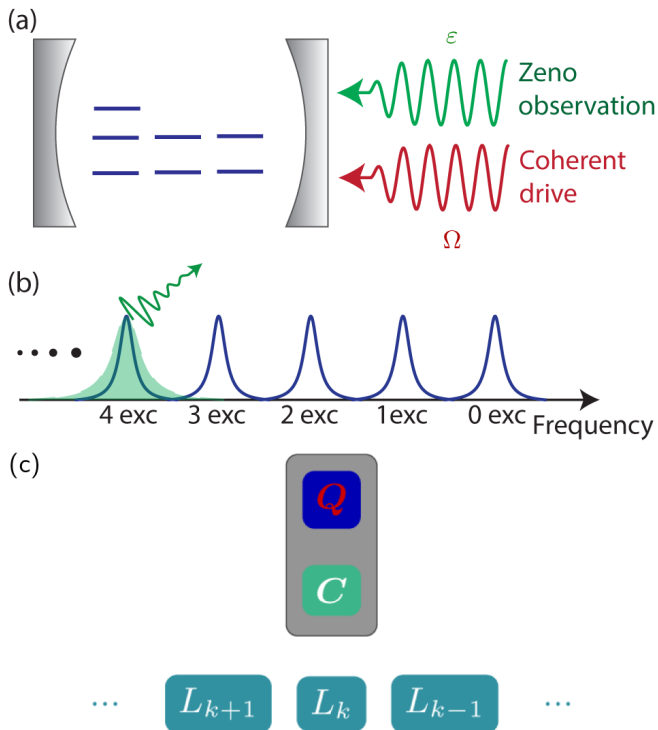 (a)
ε
Zeno
observation
Coherent
drive
Ω
(b)
4 exc 3 exc 2 exc 1exc 0 exc
Frequency
(c)
Q
C
... L_{k+1} L_k L_{k-1} ...